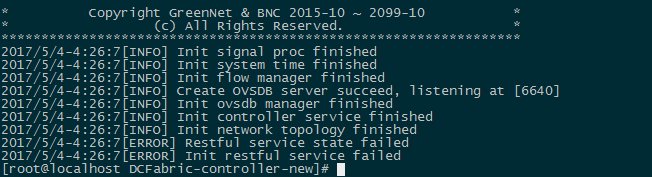 * Copyright GreenNet & BNC 2015-10 ~ 2099-10 *
* (c) All Rights Reserved. *
*****************************************************************
2017/5/4-4:26:7[INFO] Init signal proc finished
2017/5/4-4:26:7[INFO] Init system time finished
2017/5/4-4:26:7[INFO] Init flow manager finished
2017/5/4-4:26:7[INFO] Create OVSDB server succeed, listening at [6640]
2017/5/4-4:26:7[INFO] Init ovsdb manager finished
2017/5/4-4:26:7[INFO] Init controller service finished
2017/5/4-4:26:7[INFO] Init network topology finished
2017/5/4-4:26:7[ERROR] Restful service state failed
2017/5/4-4:26:7[ERROR] Init restful service failed
[root@localhost DCFabric-controller-new]#